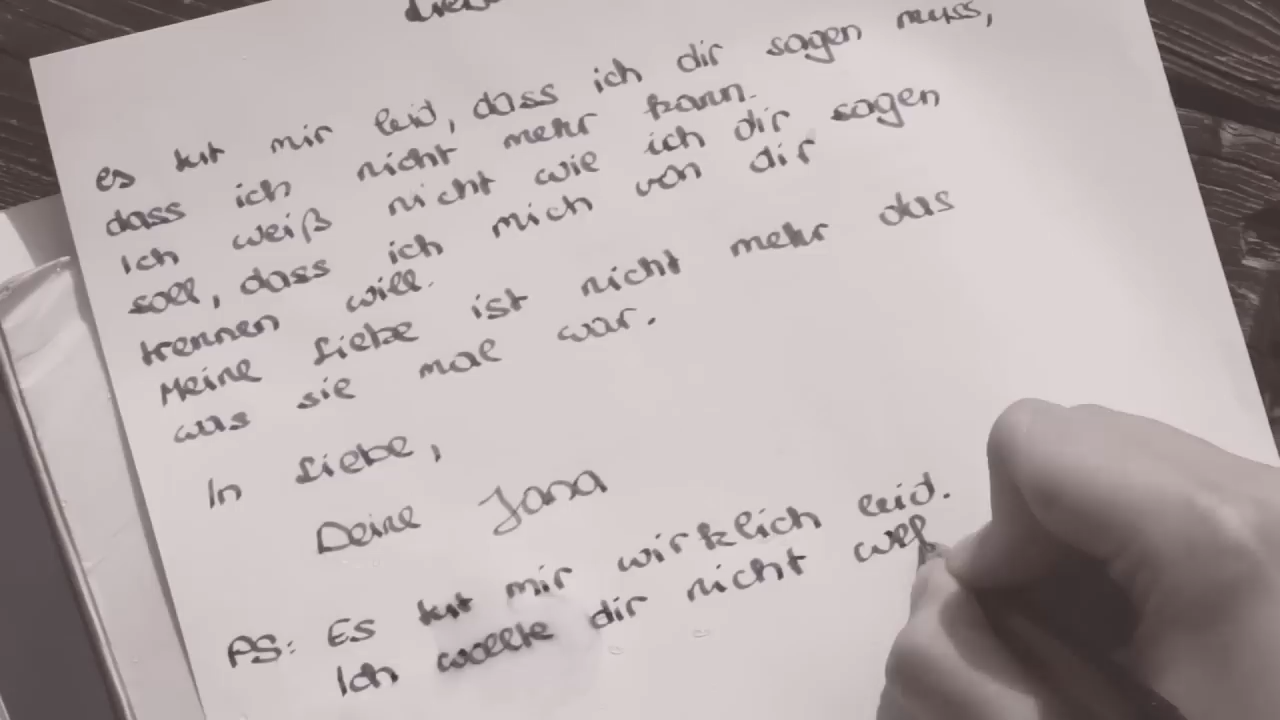 es tut mir leid, dass ich dir sagen muss,
dass ich nicht mehr kann.
Ich weiß nicht wie ich dir sagen
soll, dass ich mich von dir
trennen will.
Meine Liebe ist nicht mehr das
was sie mal war.
In Liebe,
Deine Jana
PS: Es tut mir wirklich leid.
Ich wollte dir nicht